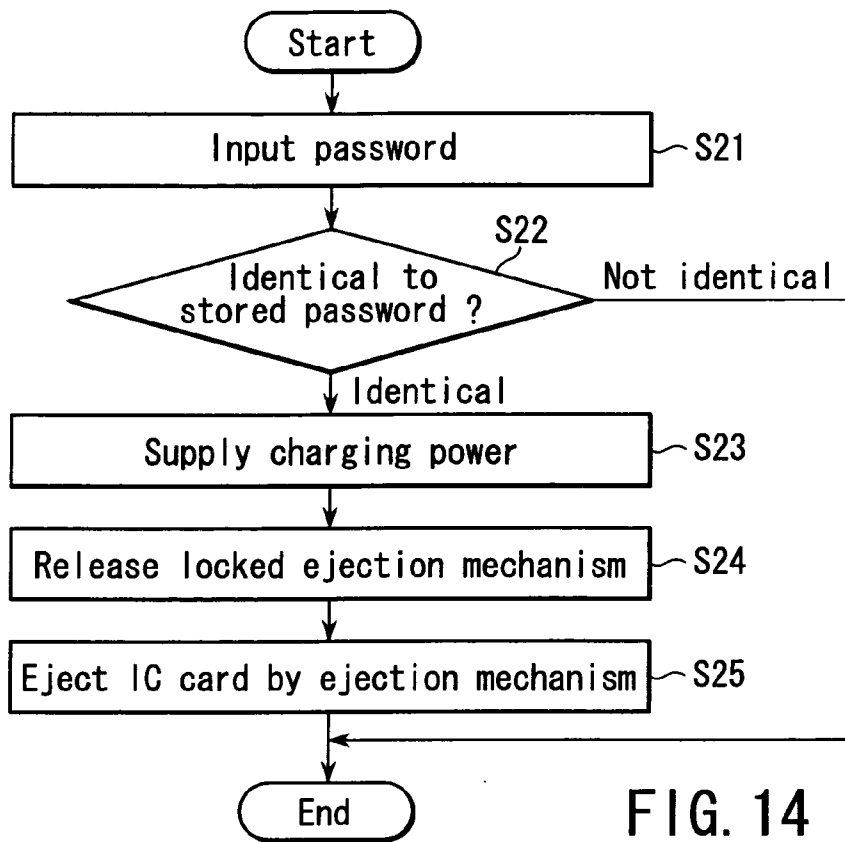 Start
Input password
S21
S22
Identical to
stored password ?
Not identical
Identical
Supply charging power
S23
Release locked ejection mechanism
S24
Eject IC card by ejection mechanism
S25
End
FIG. 14